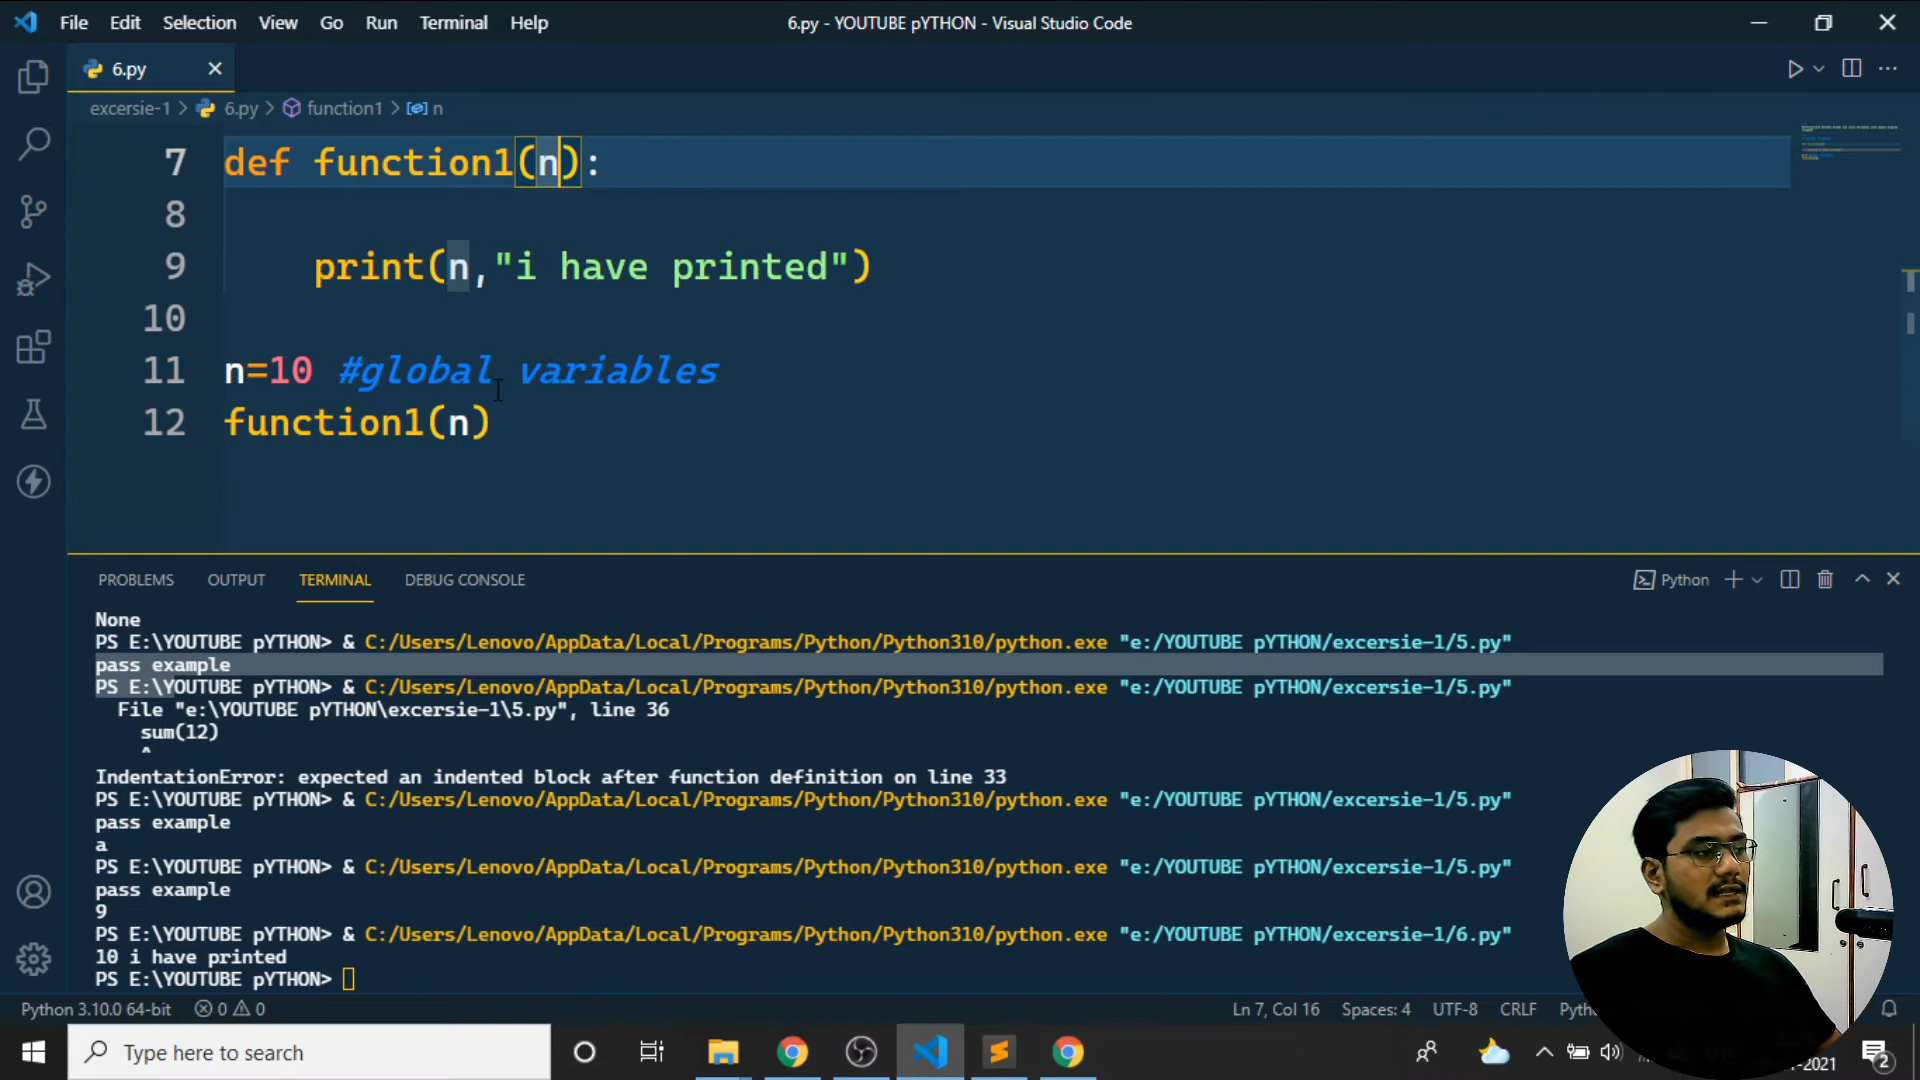 File Edit Selection View Go Run Terminal Help
6.py - YOUTUBE pYTHON - Visual Studio Code
6.py
excersie-1 > 6.py > function1 > n
7 def function1(n):
8
9 print(n,"i have printed")
10
11 n=10 #global variables
12 function1(n)
PROBLEMS OUTPUT TERMINAL DEBUG CONSOLE
Python
None
PS E:\YOUTUBE pYTHON> & C:/Users/Lenovo/AppData/Local/Programs/Python/Python310/python.exe "e:/YOUTUBE pYTHON/excersie-1/5.py"
pass example
PS E:\YOUTUBE pYTHON> & C:/Users/Lenovo/AppData/Local/Programs/Python/Python310/python.exe "e:/YOUTUBE pYTHON/excersie-1/5.py"
File "e:\YOUTUBE pYTHON\excersie-1\5.py", line 36
sum(12)
^
IndentationError: expected an indented block after function definition on line 33
PS E:\YOUTUBE pYTHON> & C:/Users/Lenovo/AppData/Local/Programs/Python/Python310/python.exe "e:/YOUTUBE pYTHON/excersie-1/5.py"
pass example
a
PS E:\YOUTUBE pYTHON> & C:/Users/Lenovo/AppData/Local/Programs/Python/Python310/python.exe "e:/YOUTUBE pYTHON/excersie-1/5.py"
pass example
9
PS E:\YOUTUBE pYTHON> & C:/Users/Lenovo/AppData/Local/Programs/Python/Python310/python.exe "e:/YOUTUBE pYTHON/excersie-1/6.py"
10 i have printed
PS E:\YOUTUBE pYTHON>
Python 3.10.0 64-bit 0 0
Ln 7, Col 16 Spaces: 4 UTF-8 CRLF
Type here to search
2021
2